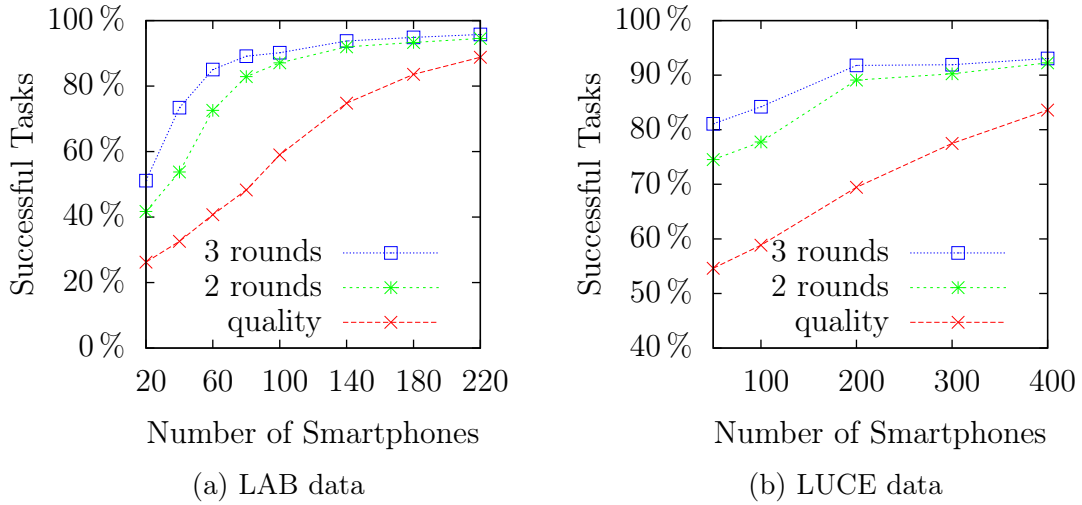 100 %
80 %
60 %
40 %
20 %
0 %
Successful Tasks
3 rounds
2 rounds
quality
20 60 100 140 180 220
Number of Smartphones
(a) LAB data
100 %
90 %
80 %
70 %
60 %
50 %
40 %
Successful Tasks
3 rounds
2 rounds
quality
100 200 300 400
Number of Smartphones
(b) LUCE data